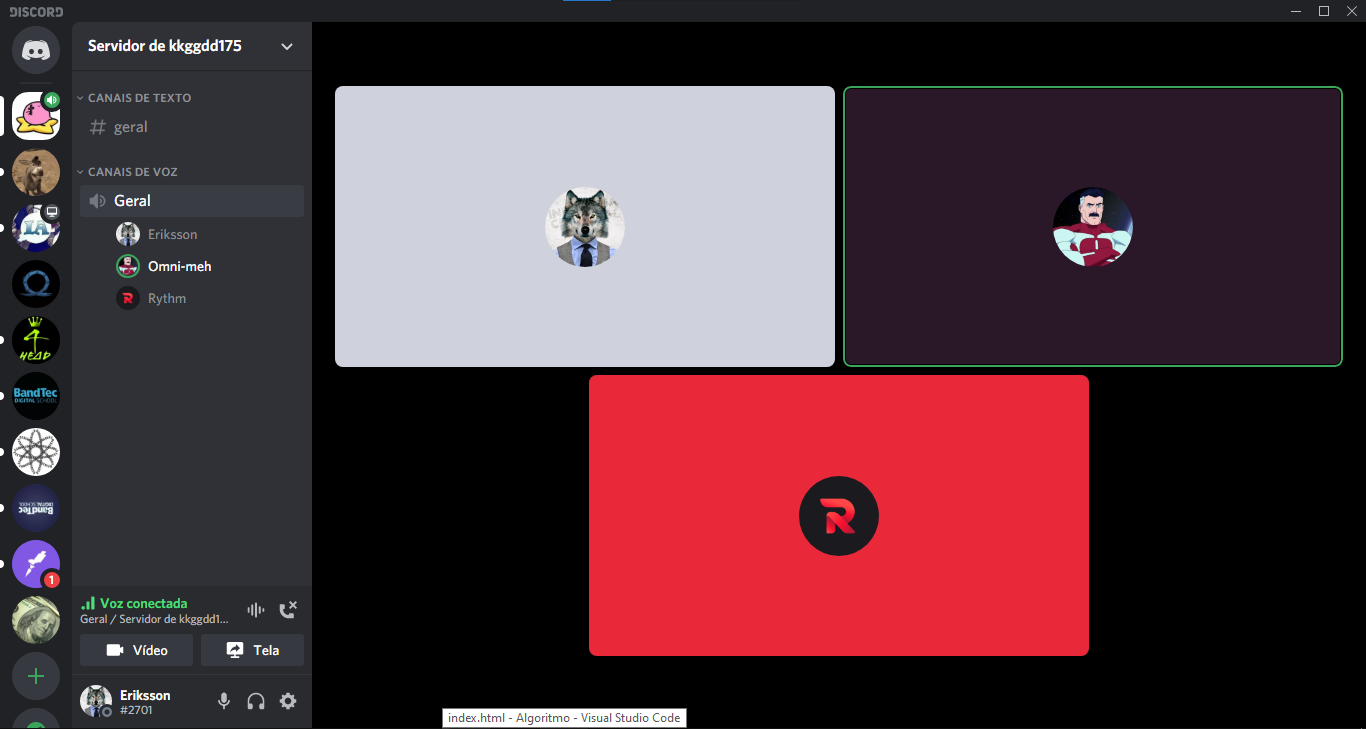 DISCORD
Servidor de kkggdd175
CANAIS DE TEXTO
geral
CANAIS DE VOZ
Geral
Eriksson
Omni-meh
Rythm
IA
4
HEAD
BandTec
DIGITAL SCHOOL
BandTec
DIGITAL SCHOOL
1
Voz conectada
Geral / Servidor de kkggdd1...
Vídeo
Tela
Eriksson
#2701
R
index.html - Algoritmo - Visual Studio Code